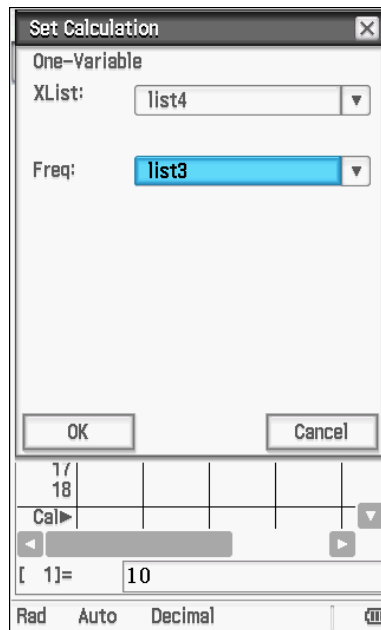 Set Calculation
One-Variable
XList: list4
Freq: list3
OK Cancel
17
18
Cal▶
[ 1]= 10
Rad Auto Decimal